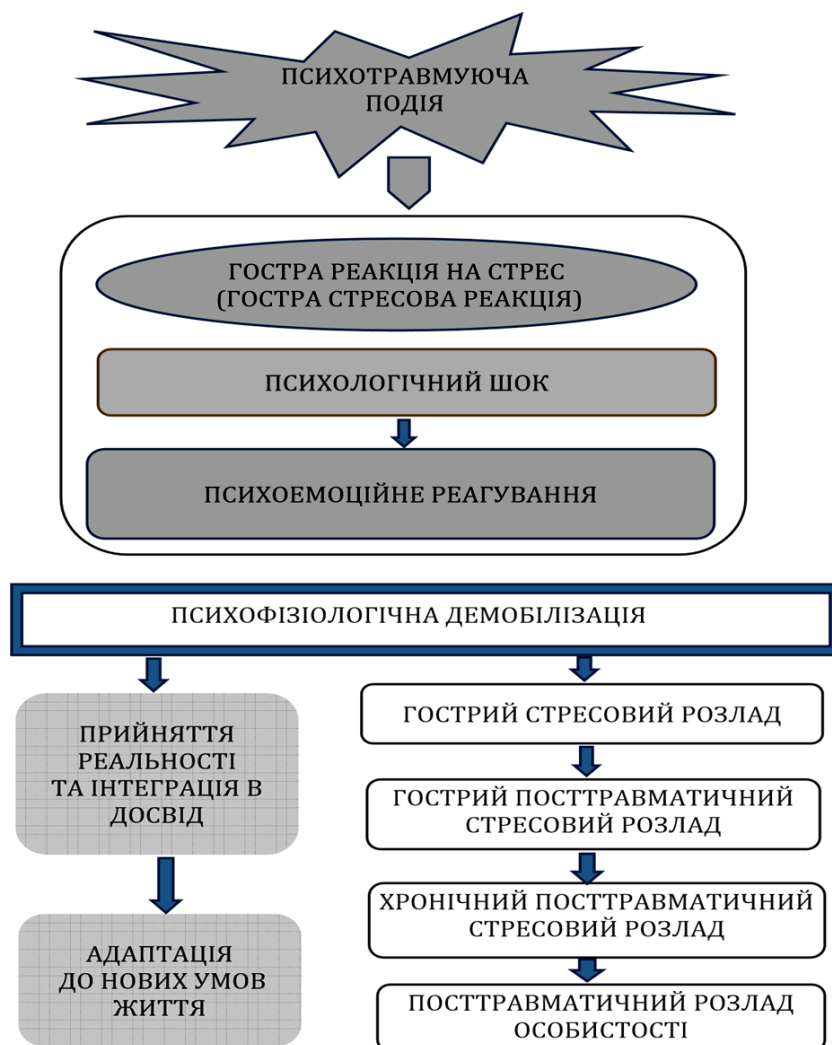 ПСИХОТРАВМУЮЧА
ПОДІЯ
ГОСТРА РЕАКЦІЯ НА СТРЕС
(ГОСТРА СТРЕСОВА РЕАКЦІЯ)
ПСИХОЛОГІЧНИЙ ШОК
ПСИХОЕМОЦІЙНЕ РЕАГУВАННЯ
ПСИХОФІЗІОЛОГІЧНА ДЕМОБІЛІЗАЦІЯ
ПРИЙНЯТТЯ
РЕАЛЬНОСТІ
ТА ІНТЕГРАЦІЯ В
ДОСВІД
АДАПТАЦІЯ
ДО НОВИХ УМОВ
ЖИТТЯ
ГОСТРИЙ СТРЕСОВИЙ РОЗЛАД
ГОСТРИЙ ПОСТТРАВМАТИЧНИЙ
СТРЕСОВИЙ РОЗЛАД
ХРОНІЧНИЙ ПОСТТРАВМАТИЧНИЙ
СТРЕСОВИЙ РОЗЛАД
ПОСТТРАВМАТИЧНИЙ РОЗЛАД
ОСОБИСТОСТІ